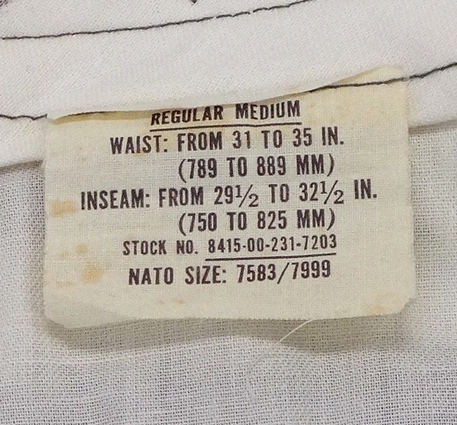 REGULAR MEDIUM
WAIST: FROM 31 TO 35 IN.
(789 TO 889 MM)
INSEAM: FROM 29½ TO 32½ IN.
(750 TO 825 MM)
STOCK NO. 8415-00-231-7203
NATO SIZE: 7583/7999